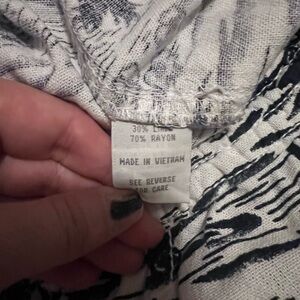 30% LINEN
70% RAYON
MADE IN VIETNAM
SEE REVERSE
FOR CARE